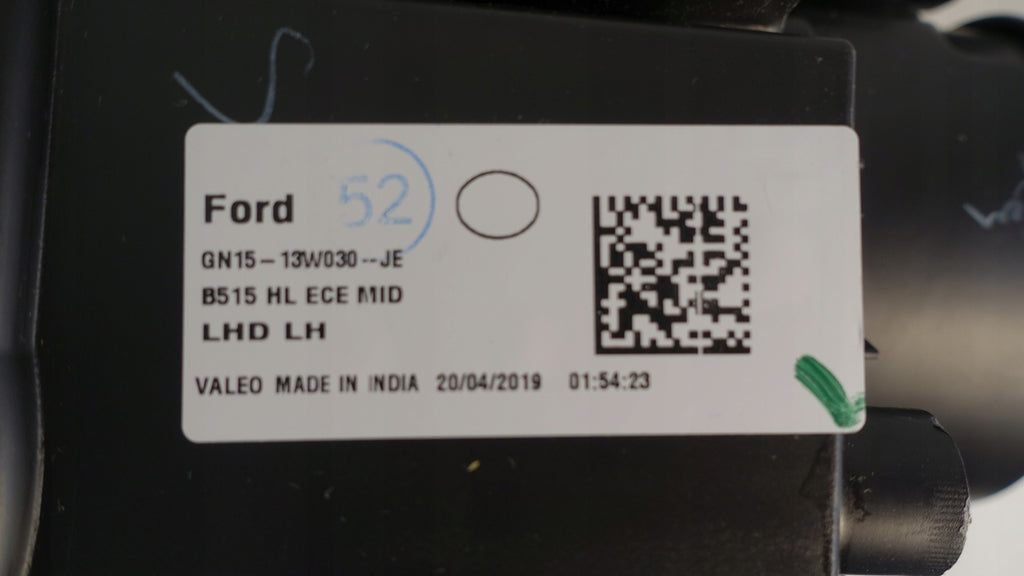 52
Ford
GN15-13W030--JE
B515 HL ECE MID
LHD LH
VALEO MADE IN INDIA 20/04/2019 01:54:23